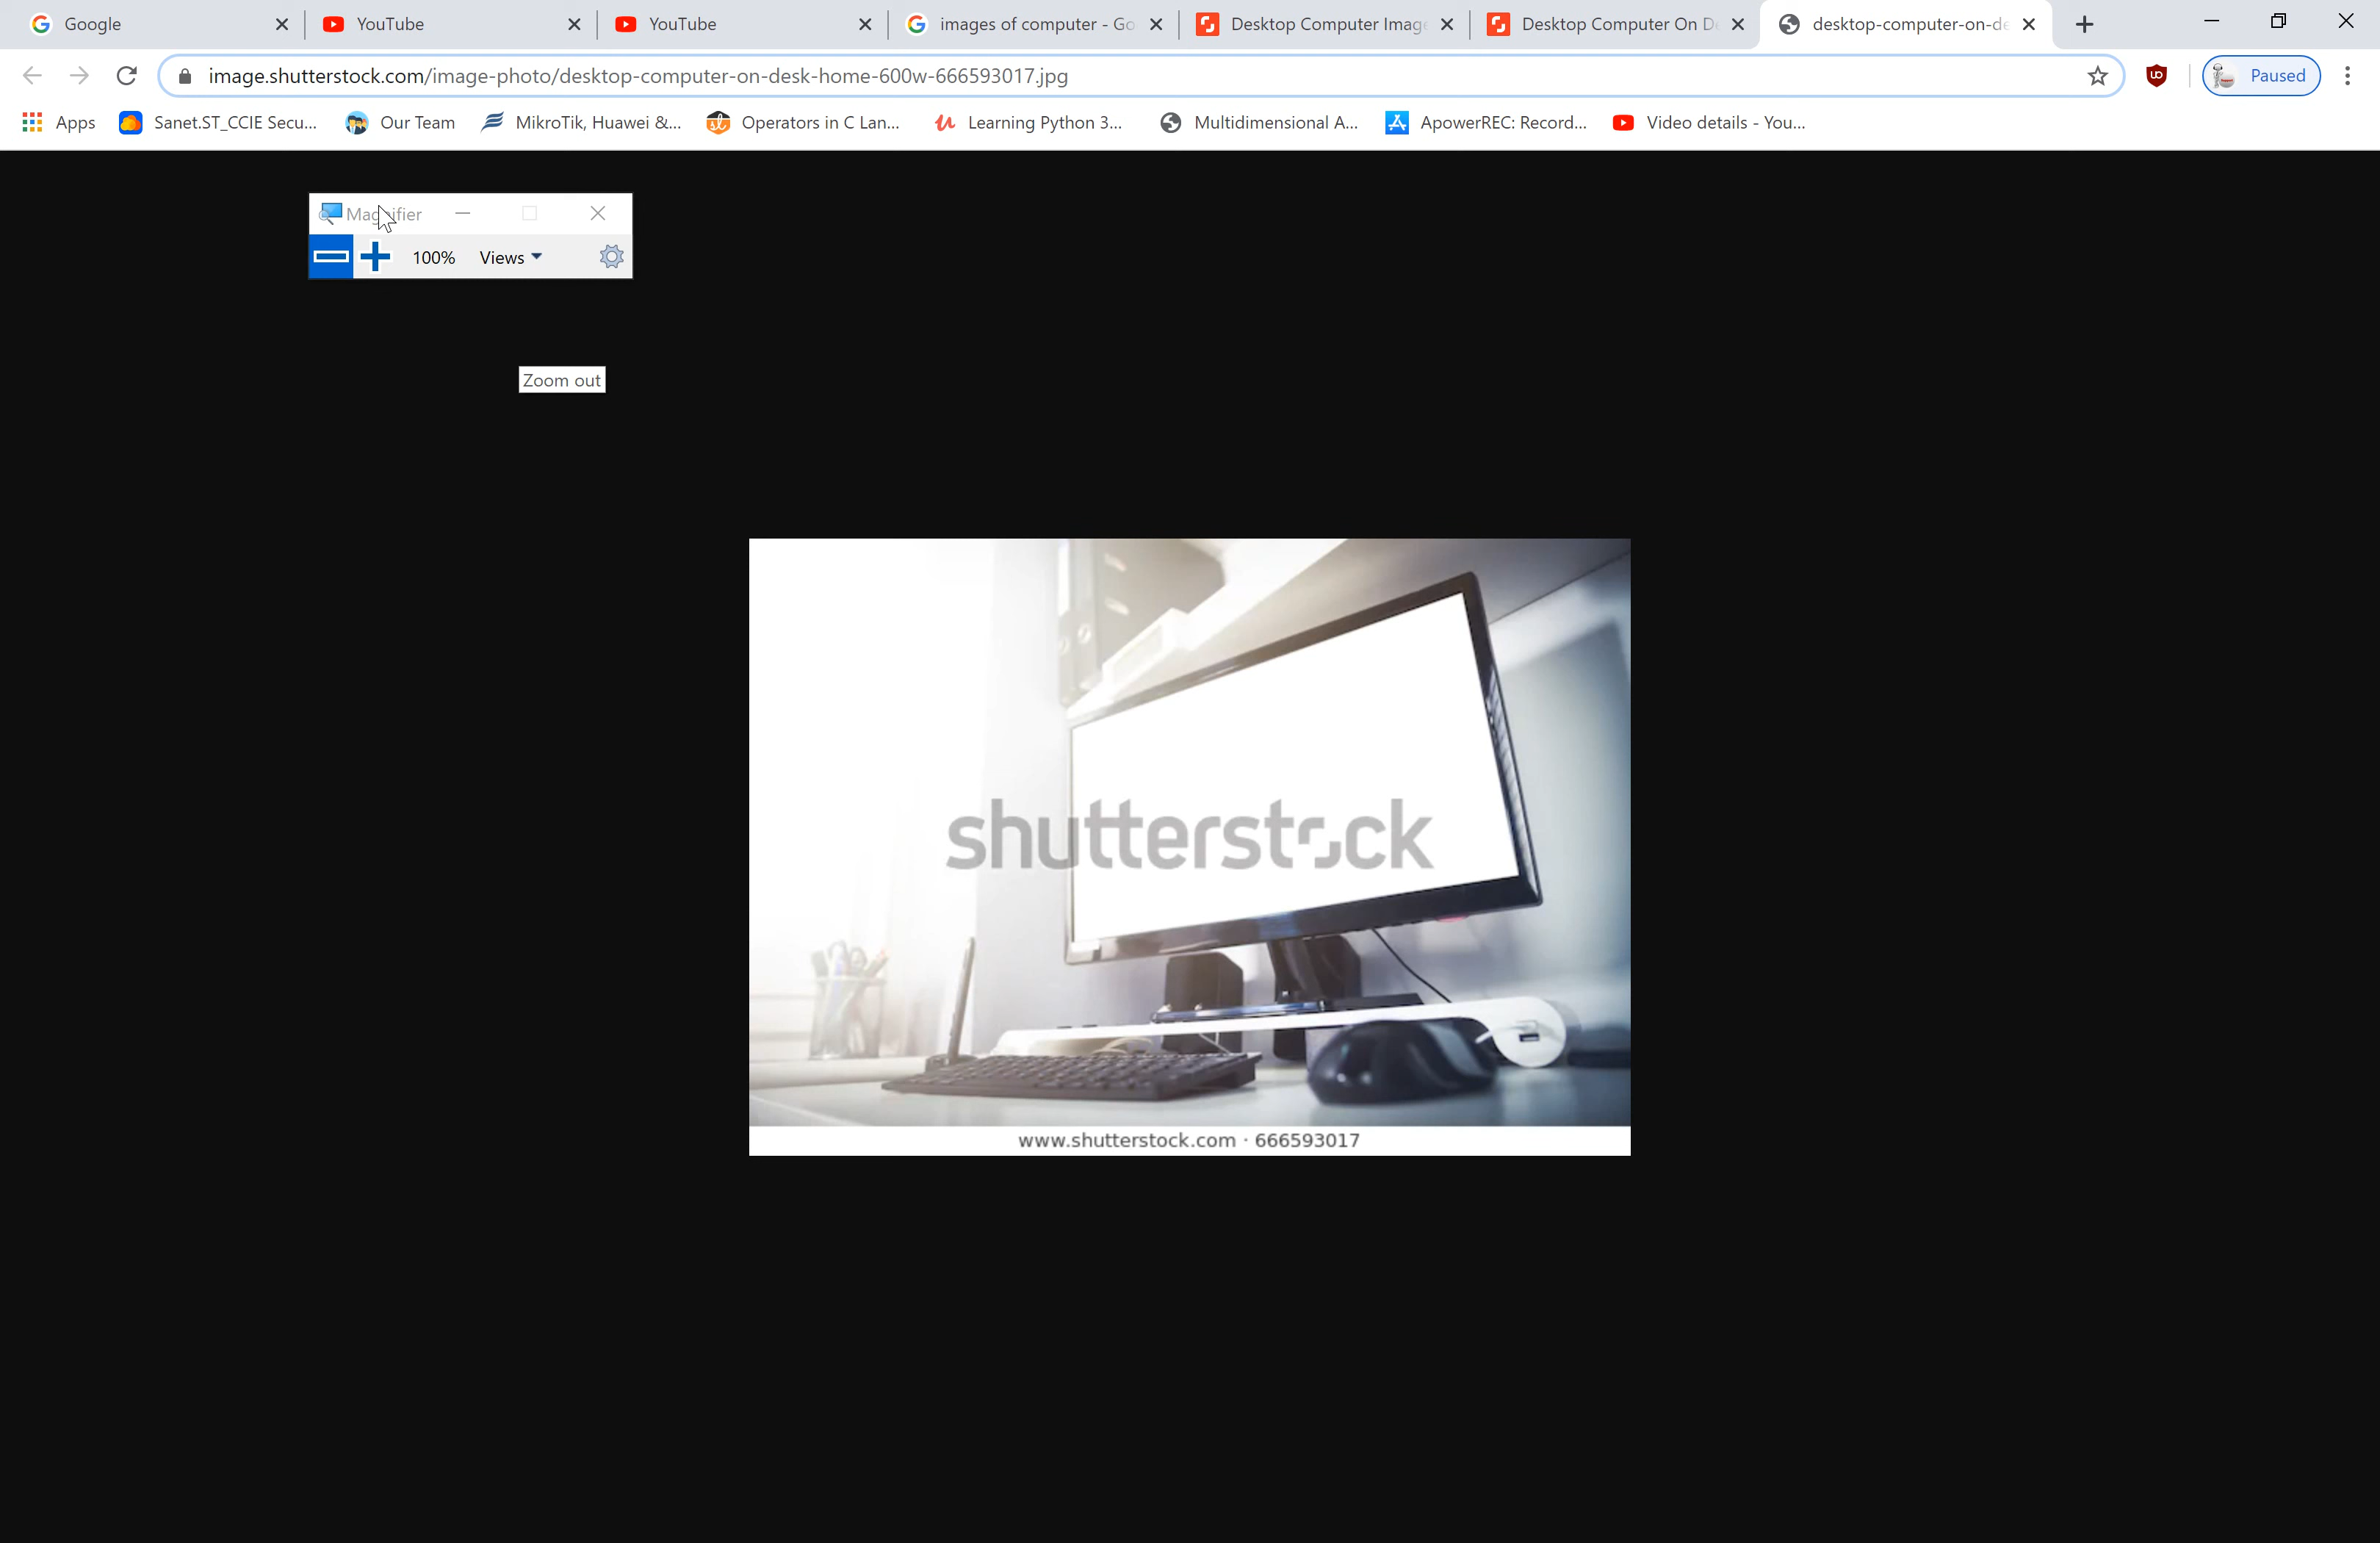 Google
YouTube
YouTube
images of computer - Go
Desktop Computer Image
Desktop Computer On De
desktop-computer-on-de
image.shutterstock.com/image-photo/desktop-computer-on-desk-home-600w-666593017.jpg
Paused
Apps
Sanet.ST_CCIE Secu...
Our Team
MikroTik, Huawei &...
Operators in C Lan...
Learning Python 3...
Multidimensional A...
ApowerREC: Record...
Video details - You...
Magnifier
100%
Views
Zoom out
shutterstock
www.shutterstock.com · 666593017